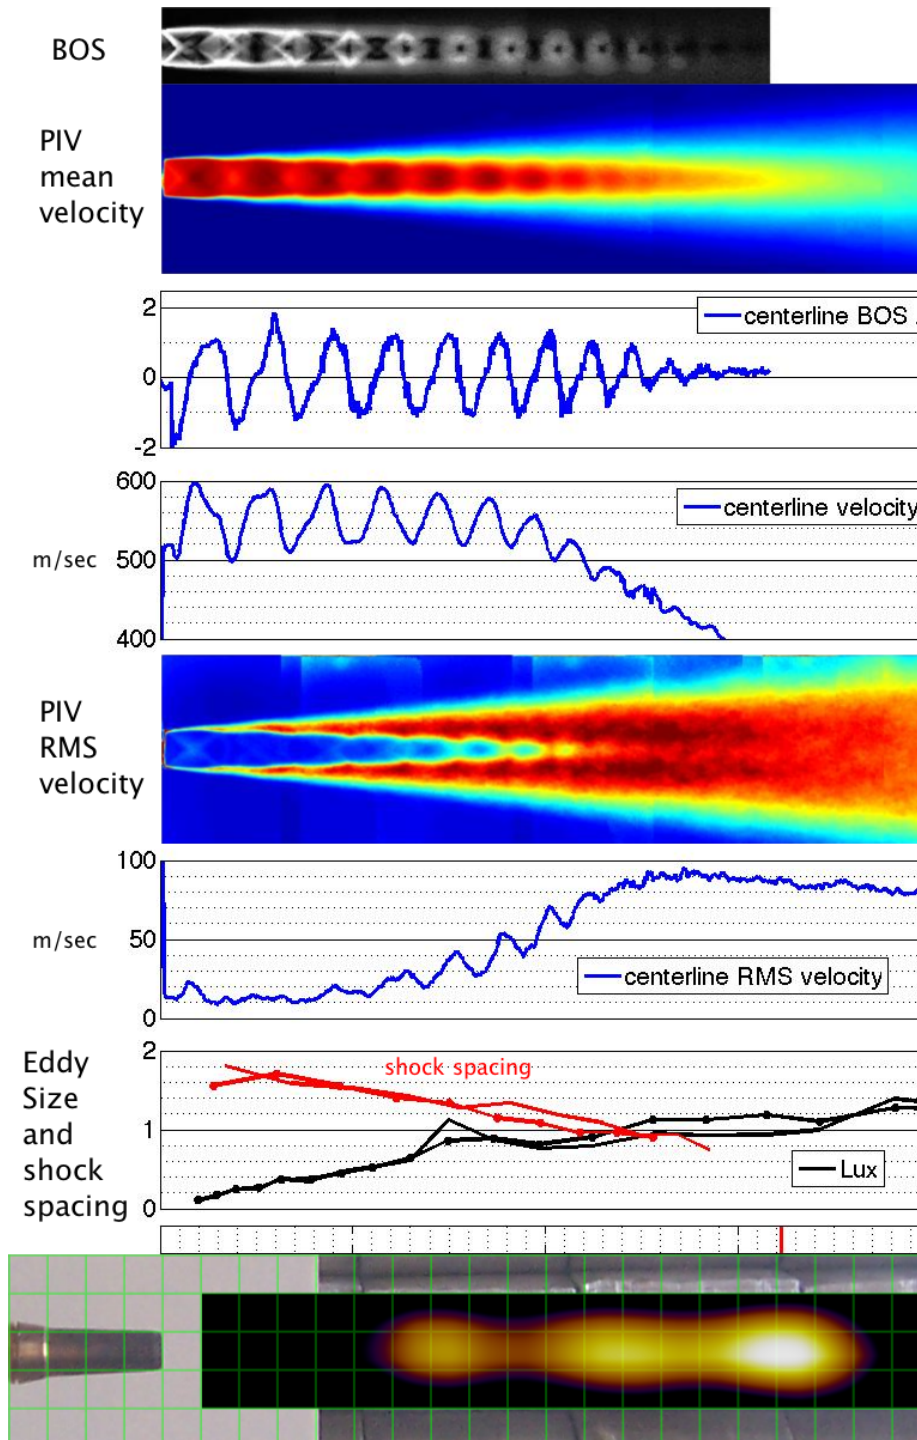 BOS
PIV
mean
velocity
2
0
-2
centerline BOS
600
500
400
m/sec
centerline velocity
PIV
RMS
velocity
100
50
0
m/sec
centerline RMS velocity
Eddy
Size
and
shock
spacing
2
1
0
shock spacing
Lux